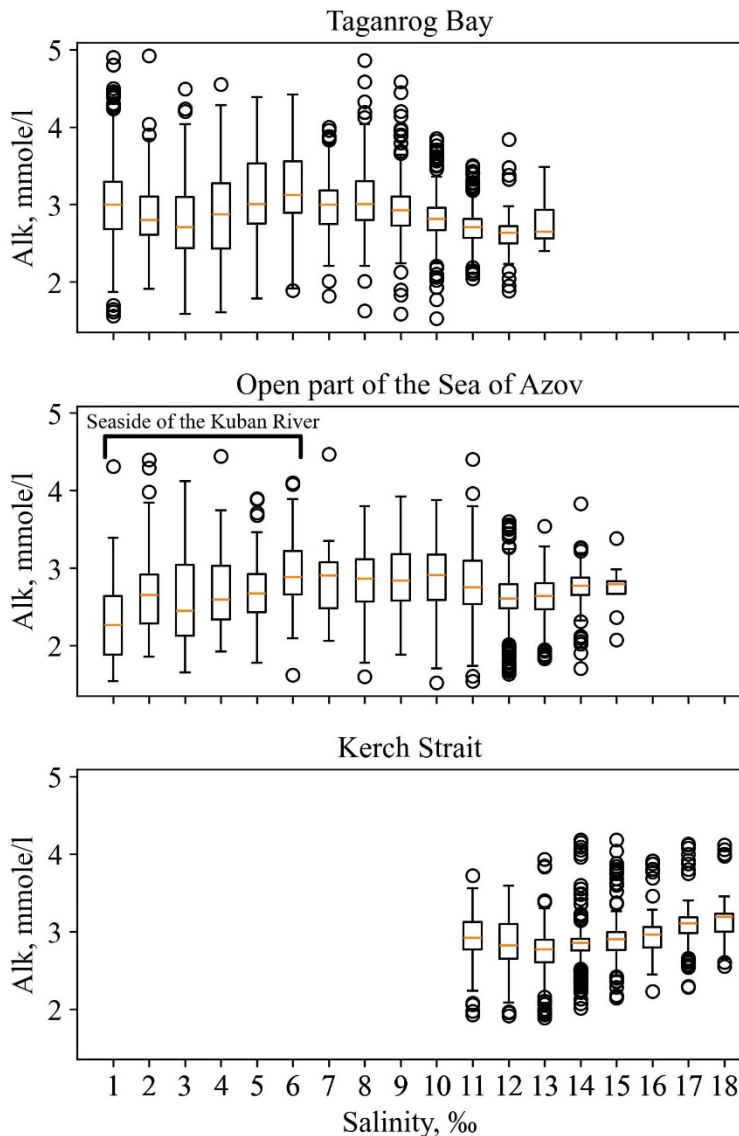 Taganrog Bay
5
4
3
2
Alk, mmole/l
Open part of the Sea of Azov
Seaside of the Kuban River
5
4
3
2
Alk, mmole/l
Kerch Strait
5
4
3
2
Alk, mmole/l
1 2 3 4 5 6 7 8 9 10 11 12 13 14 15 16 17 18
Salinity, ‰